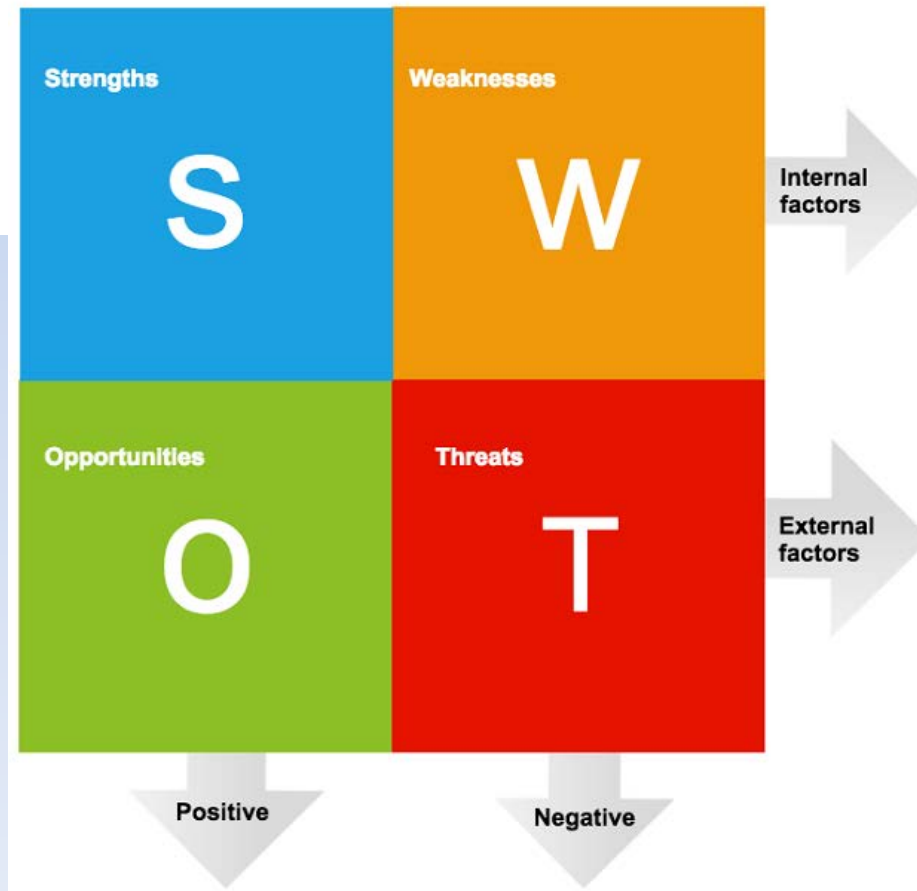 Strengths
Weaknesses
S
W
Internal
factors
Opportunities
Threats
O
T
External
factors
Positive
Negative